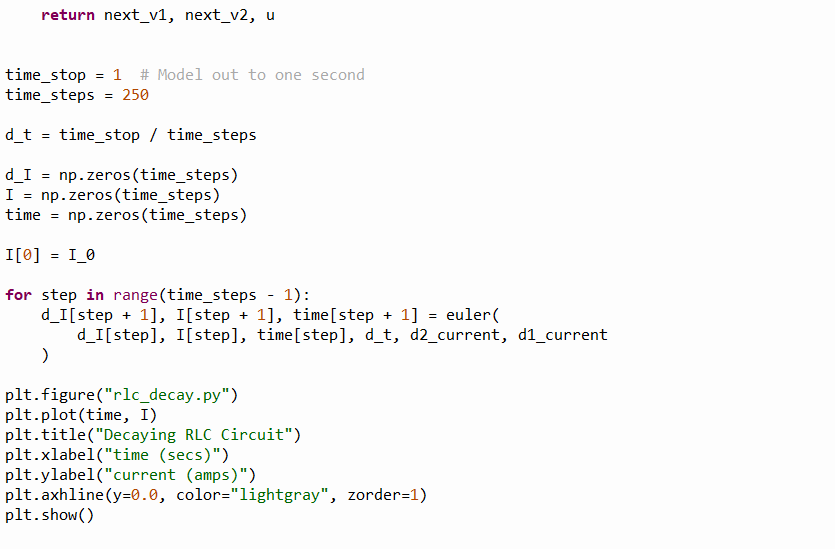 return next_v1, next_v2, u
time_stop = 1  # Model out to one second
time_steps = 250
d_t = time_stop / time_steps
d_I = np.zeros(time_steps)
I = np.zeros(time_steps)
time = np.zeros(time_steps)
I[0] = I_0
for step in range(time_steps - 1):
    d_I[step + 1], I[step + 1], time[step + 1] = euler(
        d_I[step], I[step], time[step], d_t, d2_current, d1_current
    )
plt.figure("rlc_decay.py")
plt.plot(time, I)
plt.title("Decaying RLC Circuit")
plt.xlabel("time (secs)")
plt.ylabel("current (amps)")
plt.axhline(y=0.0, color="lightgray", zorder=1)
plt.show()